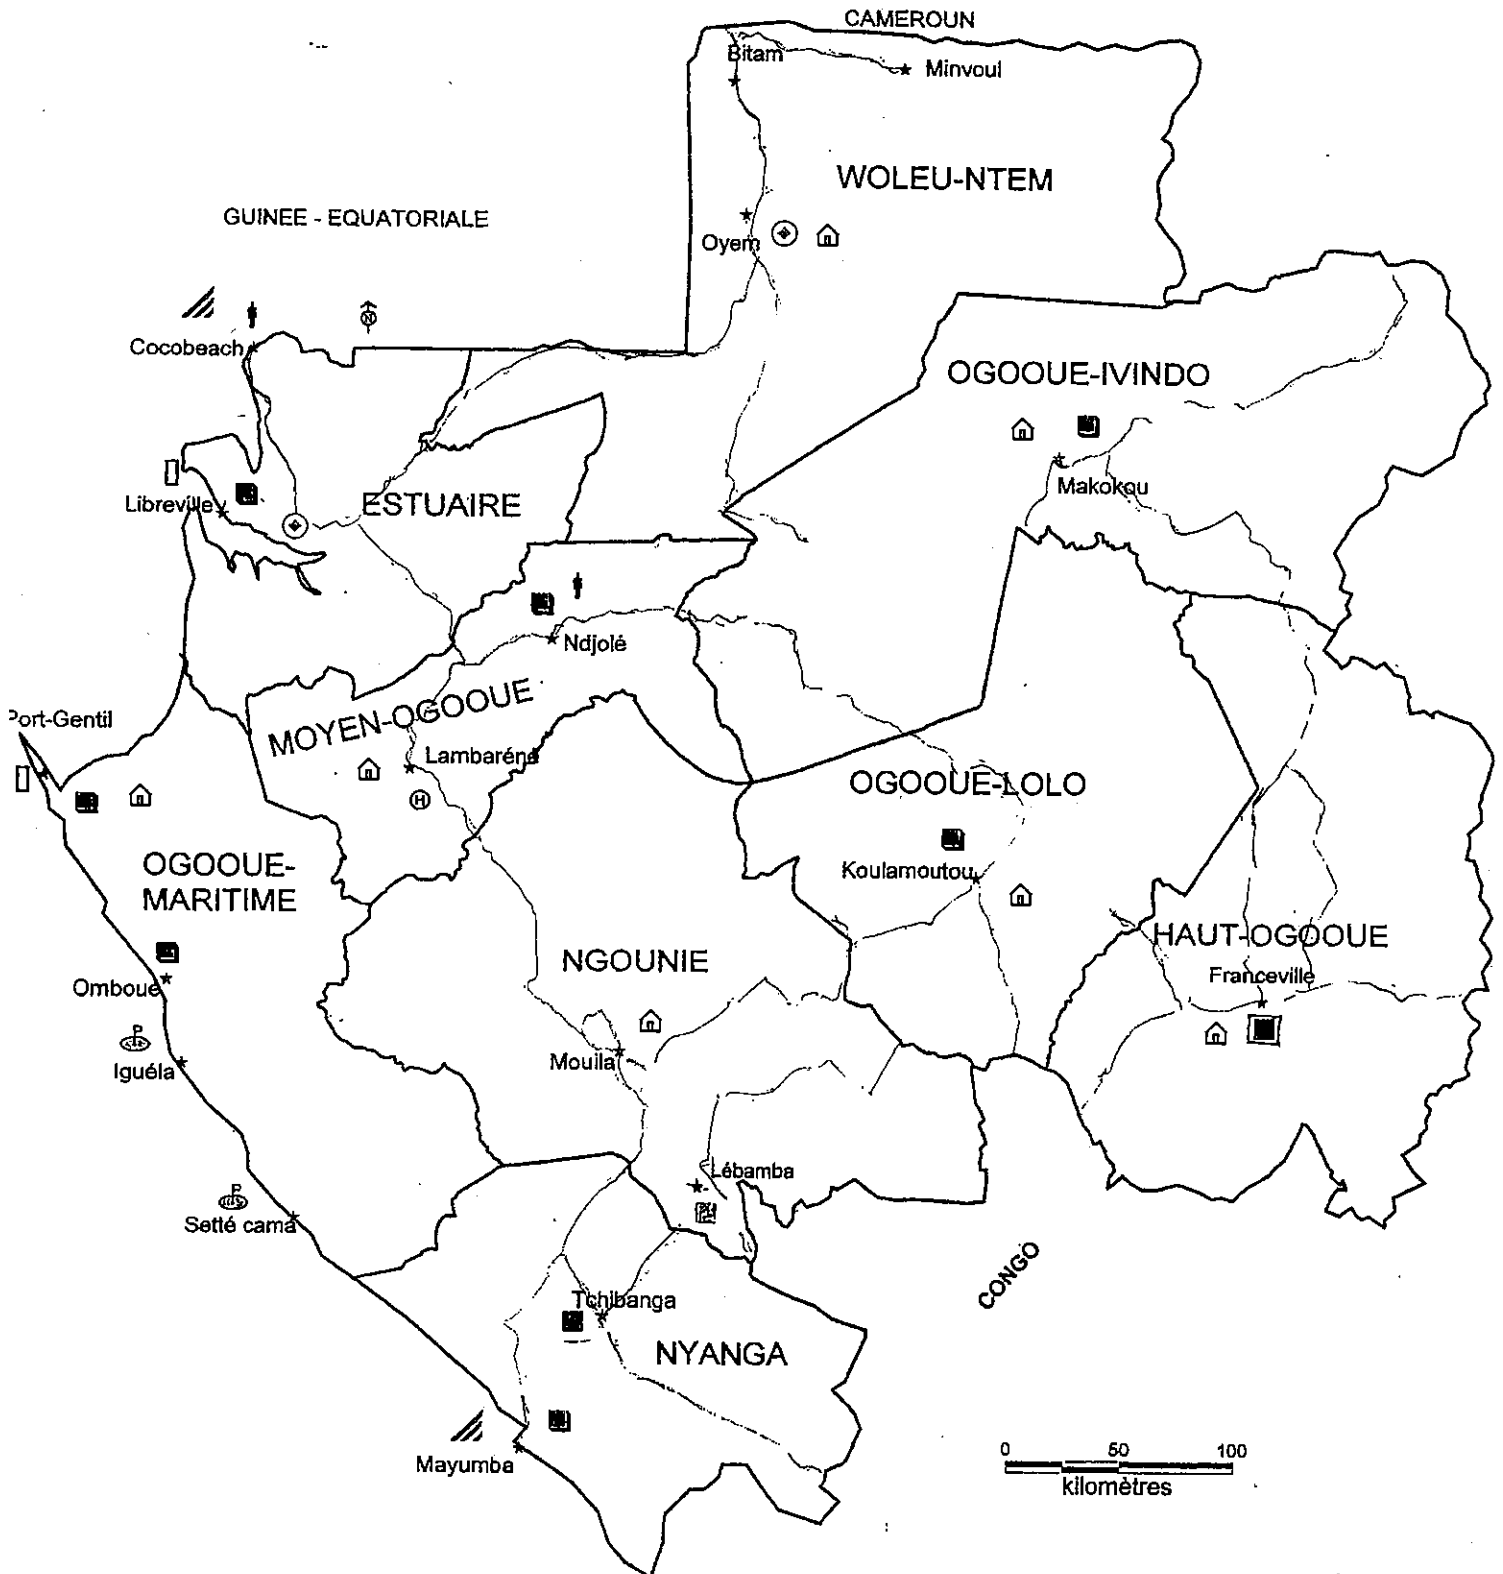 CAMEROUN
Bitam
Minvoul
WOLEU-NTEM
GUINEE - EQUATORIALE
Oyem
N
Cocobeach
OGOOUE-IVINDO
Makokou
Libreville
ESTUAIRE
Ndjolé
Port-Gentil
MOYEN-OGOOUE
Lambaréné
H
OGOOUE-LOLO
OGOOUE-
MARITIME
Koulamoutou
HAUT-OGOOUE
Franceville
NGOUNIE
Omboué
P
Iguéla
Mouila
Lébamba
P
Setté cama
CONGO
Tchibanga
NYANGA
Mayumba
0 50 100
kilomètres